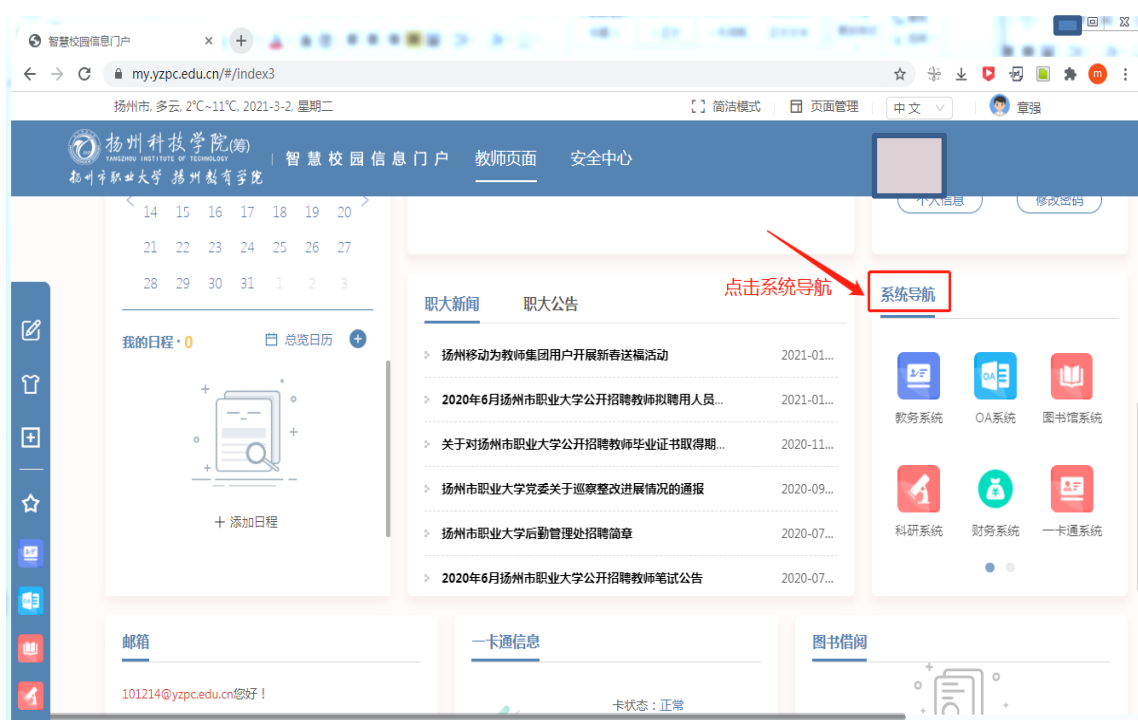 智慧校园信息门户
my.yzpc.edu.cn/#/index3
m
扬州市, 多云, 2℃~11℃, 2021-3-2, 星期二
简洁模式
页面管理
中文
章强
扬州科技学院(筹)
YANGZHOU INSTITUTE OF TECHNOLOGY
扬州市职业大学 扬州教育学院
智慧校园信息门户
教师页面
安全中心
个人信息
修改密码
14 15 16 17 18 19 20
21 22 23 24 25 26 27
28 29 30 31 1 2 3
我的日程·0
总览日历
添加日程
职大新闻
职大公告
点击系统导航
扬州移动为教师集团用户开展新春送福活动 2021-01...
2020年6月扬州市职业大学公开招聘教师拟聘用人员... 2021-01...
关于对扬州市职业大学公开招聘教师毕业证书取得期... 2020-11...
扬州市职业大学党委关于巡察整改进展情况的通报 2020-09...
扬州市职业大学后勤管理处招聘简章 2020-07...
2020年6月扬州市职业大学公开招聘教师笔试公告 2020-07...
系统导航
OA
教务系统 OA系统 图书馆系统
科研系统 财务系统 一卡通系统
邮箱
101214@yzpc.edu.cn您好！
一卡通信息
卡状态：正常
图书借阅